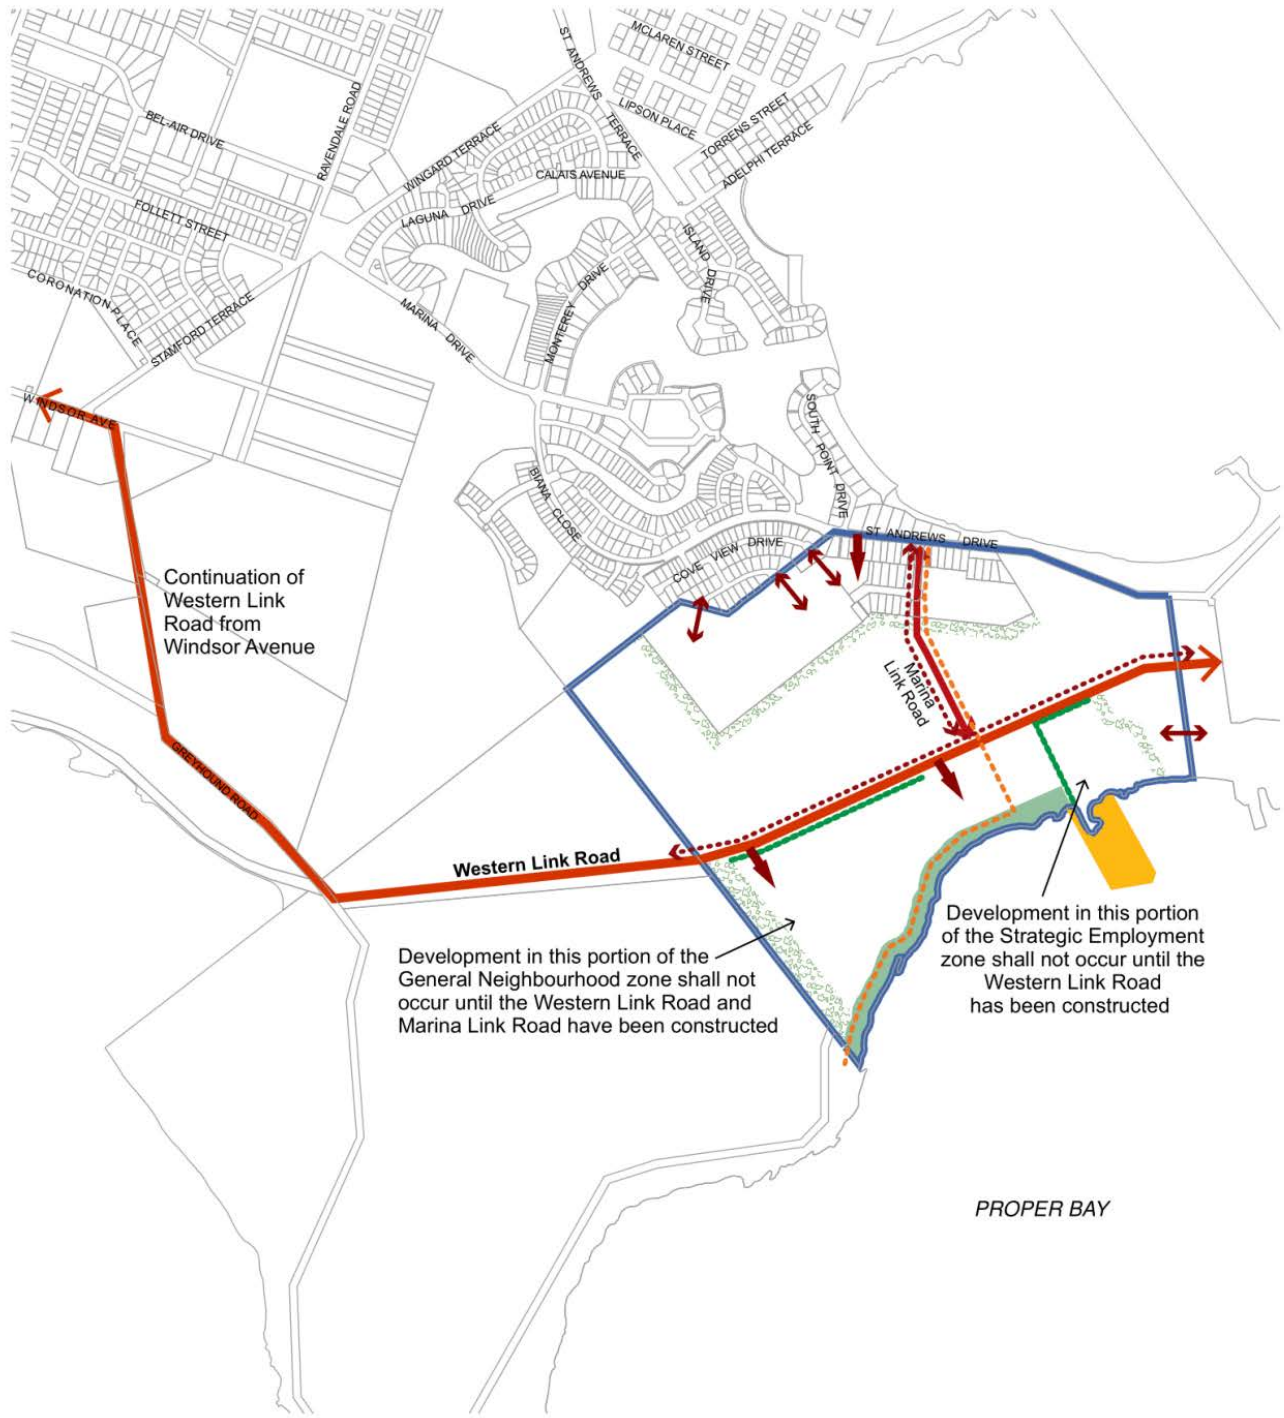 MCLAREN STREET
ST ANDREWS TERRACE
LIPSON PLACE
TORRENS STREET
ADELPHI TERRACE
BEL-AIR DRIVE
RAVENDALE ROAD
WINGARD TERRACE
CALAIS AVENUE
LAGUNA DRIVE
FOLLETT STREET
ISLAND DRIVE
CORONATION PLACE
STAMFORD TERRACE
MARINA DRIVE
MONTEREY DRIVE
WINDSOR AVE
SOUTH POINT DRIVE
BIANA CLOSE
COVE VIEW DRIVE
ST ANDREWS DRIVE
Continuation of
Western Link
Road from
Windsor Avenue
Marina
Link Road
GREYHOUND ROAD
Western Link Road
Development in this portion of the
General Neighbourhood zone shall not
occur until the Western Link Road and
Marina Link Road have been constructed
Development in this portion
of the Strategic Employment
zone shall not occur until the
Western Link Road
has been constructed
PROPER BAY